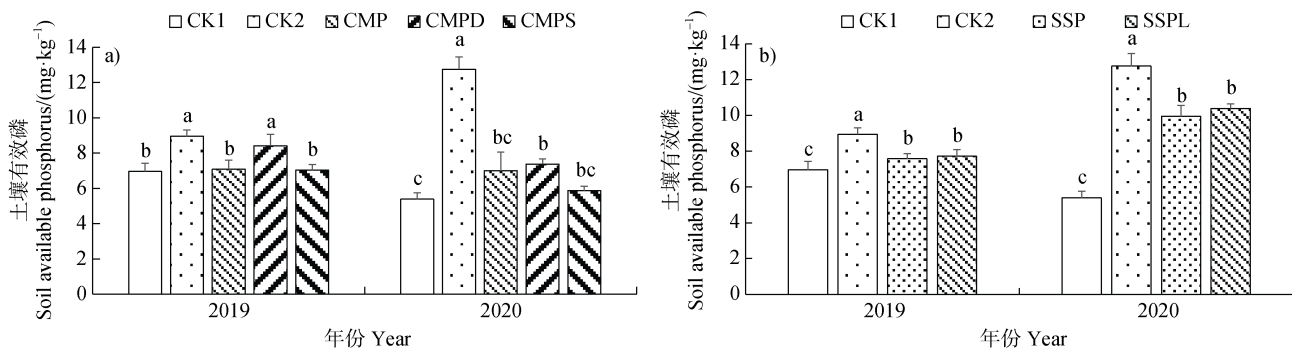 CK1 CK2 CMP CMPD CMPS
a)
土壤有效磷
Soil available phosphorus/(mg·kg⁻¹)
14
12
10
8
6
4
2
0
b a b a b
c a bc b bc
2019 2020
年份 Year
CK1 CK2 SSP SSPL
b)
土壤有效磷
Soil available phosphorus/(mg·kg⁻¹)
14
12
10
8
6
4
2
0
c a b b
c a b b
2019 2020
年份 Year